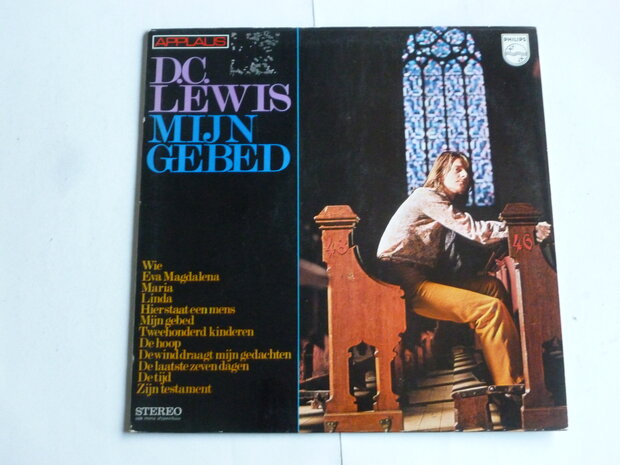 APPLAUS
D.C.
LEWIS
MIJN
GEBED
PHILIPS
43
46
Wie
Eva Magdalena
Maria
Linda
Hier staat een mens
Mijn gebed
Tweehonderd kinderen
De hoop
De wind draagt mijn gedachten
De laatste zeven dagen
De tijd
Zijn testament
STEREO